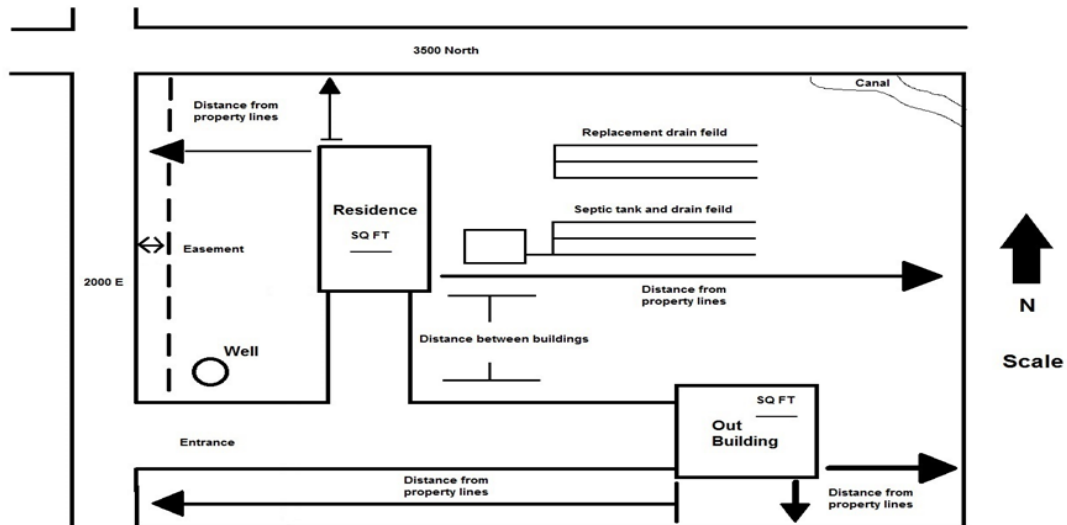 3500 North
Canal
Distance from
property lines
Replacement drain feild
Residence
SQ FT
Septic tank and drain feild
Easement
2000 E
Distance from
property lines
N
Distance between buildings
Well
Scale
SQ FT
Out
Building
Entrance
Distance from
property lines
Distance from
property lines